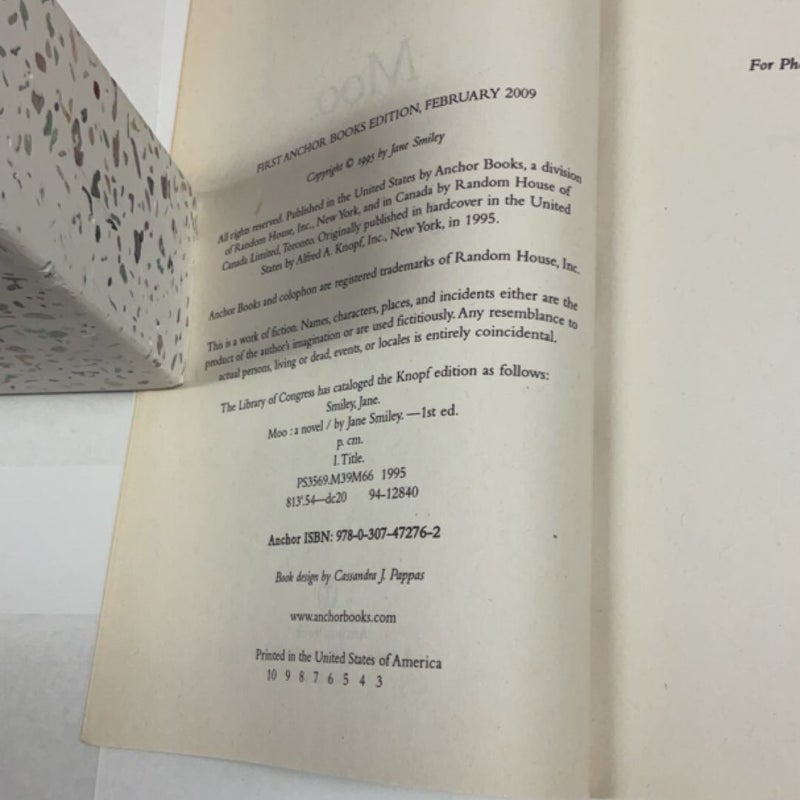 Moo
FIRST ANCHOR BOOKS EDITION, FEBRUARY 2009
Copyright © 1995 by Jane Smiley
All rights reserved. Published in the United States by Anchor Books, a division
of Random House, Inc., New York, and in Canada by Random House of
Canada Limited, Toronto. Originally published in hardcover in the United
States by Alfred A. Knopf, Inc., New York, in 1995.
Anchor Books and colophon are registered trademarks of Random House, Inc.
This is a work of fiction. Names, characters, places, and incidents either are the
product of the author's imagination or are used fictitiously. Any resemblance to
actual persons, living or dead, events, or locales is entirely coincidental.
The Library of Congress has cataloged the Knopf edition as follows:
Smiley, Jane.
Moo : a novel / by Jane Smiley. —1st ed.
p. cm.
I. Title.
PS3569.M39M66 1995
813'.54—dc20 94-12840
Anchor ISBN: 978-0-307-47276-2
Book design by Cassandra J. Pappas
www.anchorbooks.com
Printed in the United States of America
10 9 8 7 6 5 4 3
For